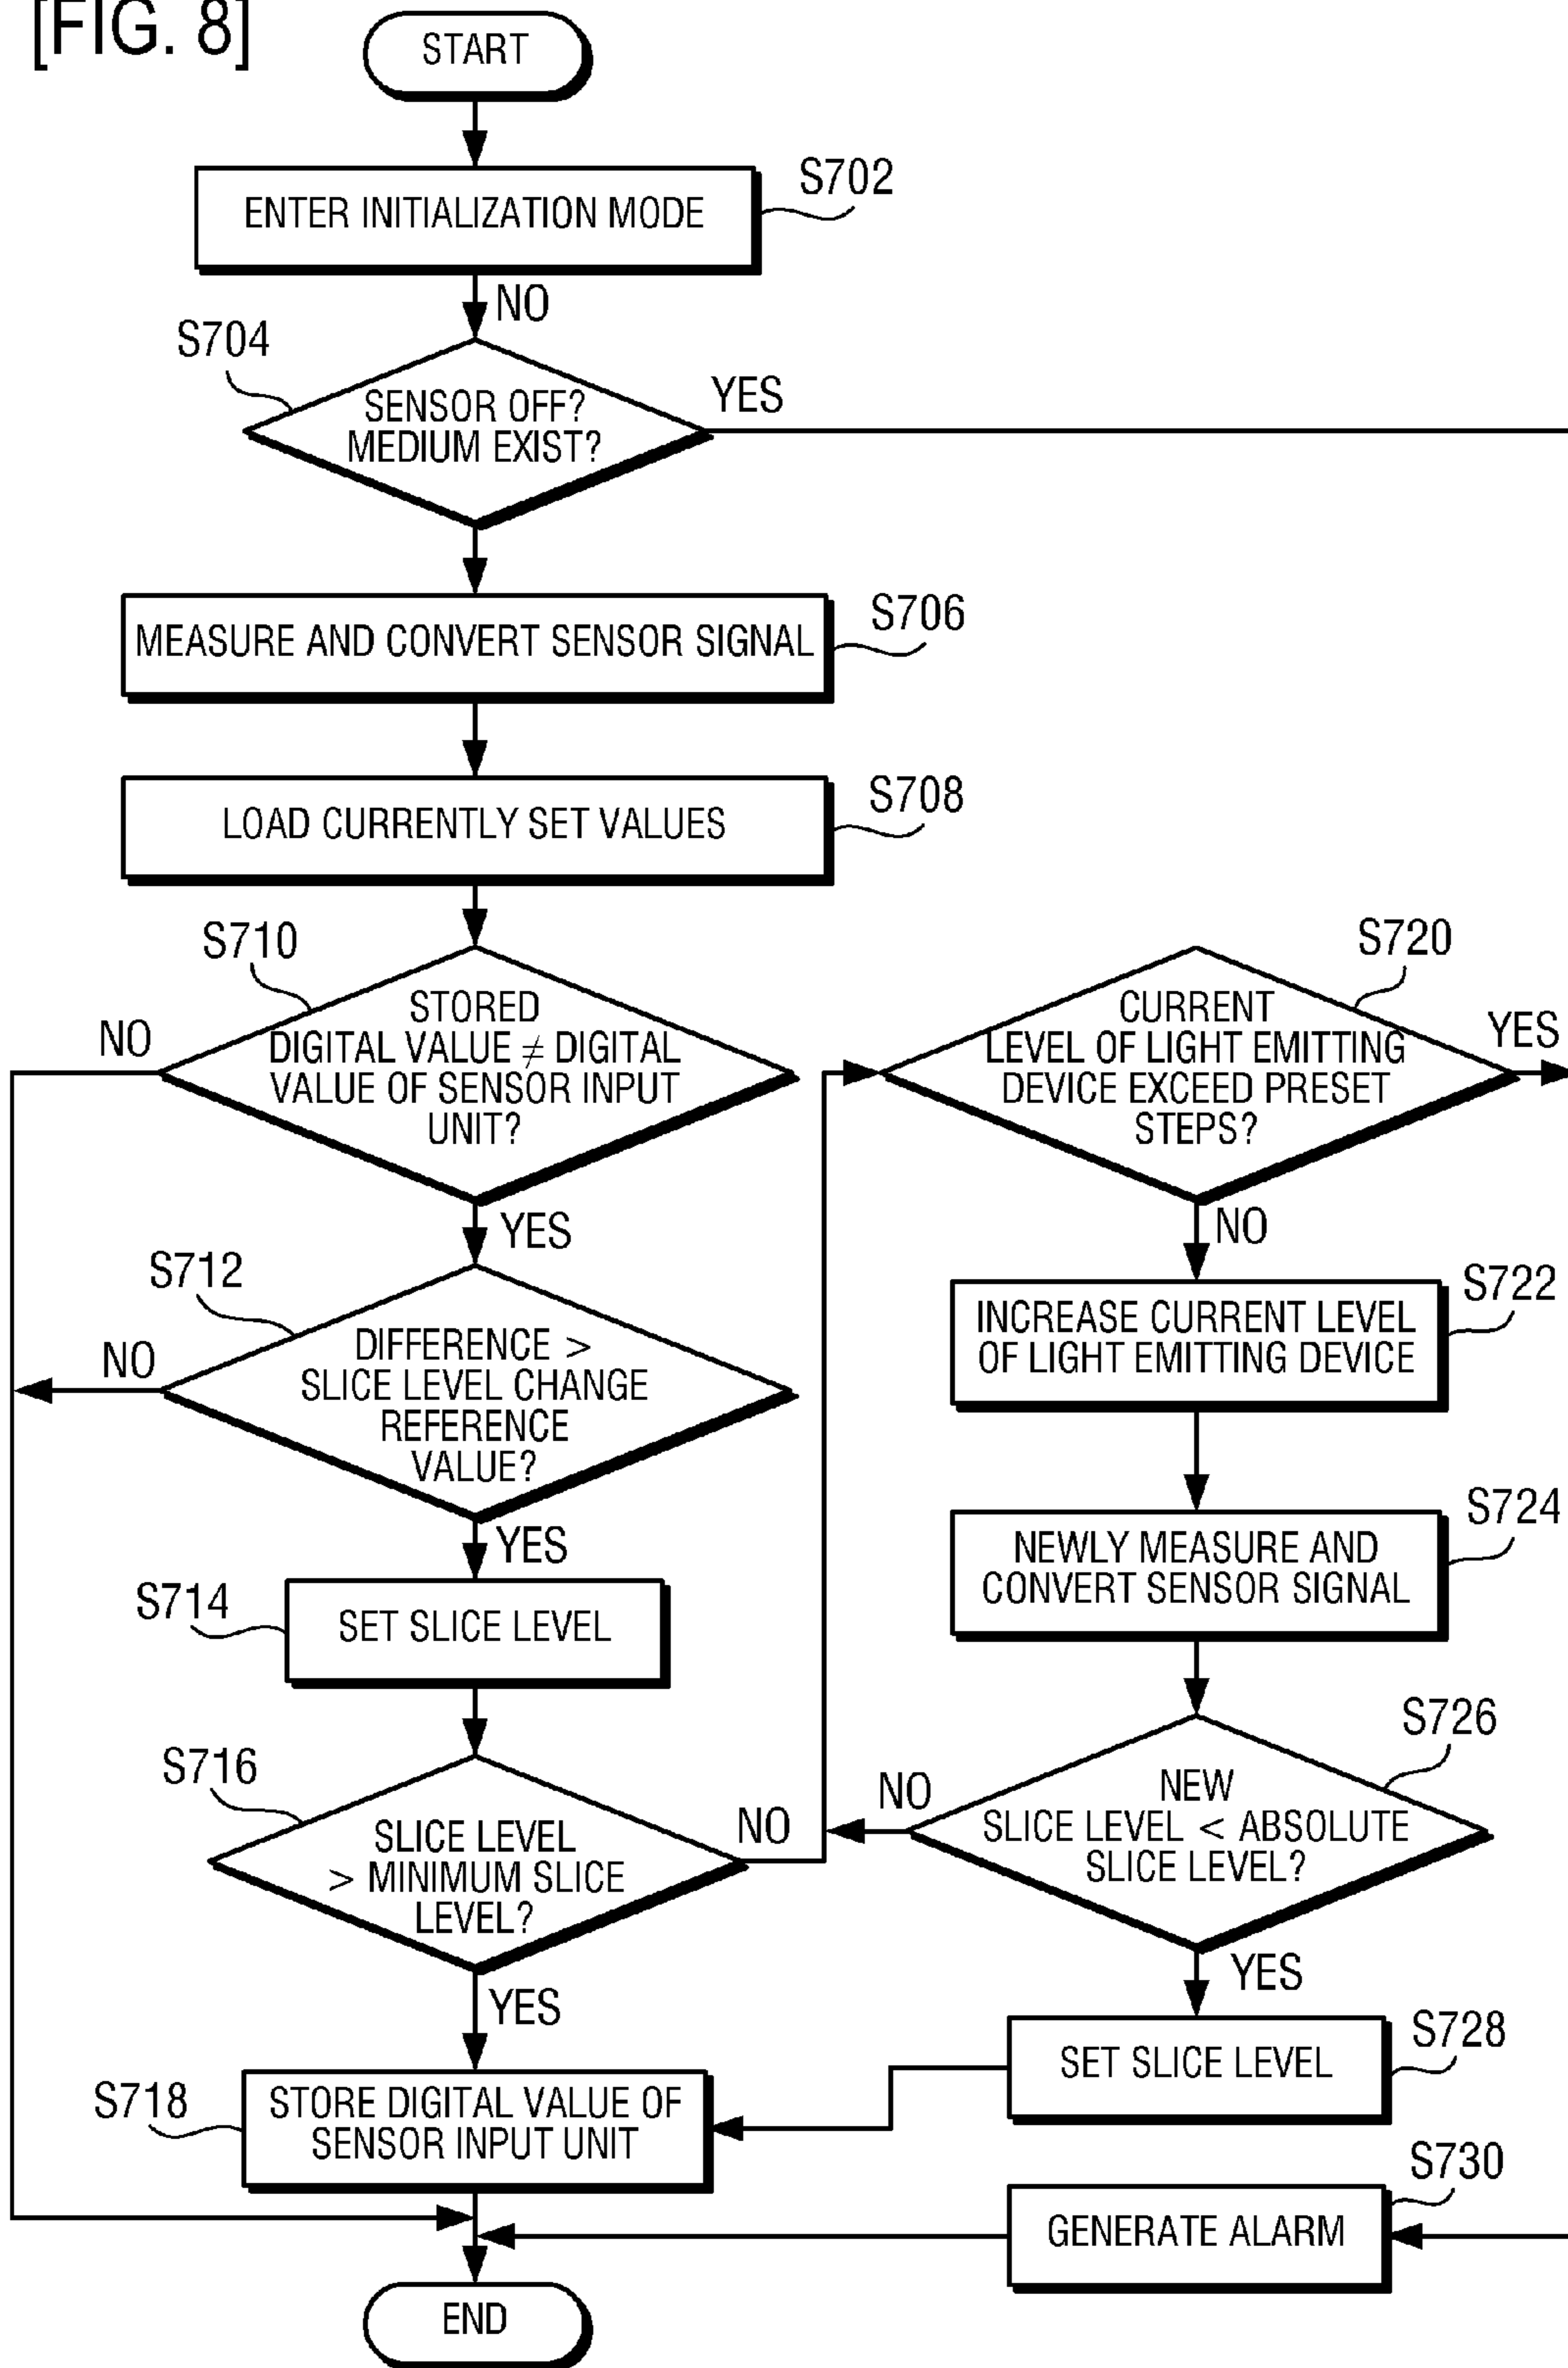 [FIG. 8]
START
S702
ENTER INITIALIZATION MODE
NO
S704
SENSOR OFF?
MEDIUM EXIST?
YES
S706
MEASURE AND CONVERT SENSOR SIGNAL
S708
LOAD CURRENTLY SET VALUES
S710
STORED
DIGITAL VALUE ≠ DIGITAL
VALUE OF SENSOR INPUT
UNIT?
NO
YES
S712
DIFFERENCE >
SLICE LEVEL CHANGE
REFERENCE
VALUE?
NO
YES
S714
SET SLICE LEVEL
S716
SLICE LEVEL
> MINIMUM SLICE
LEVEL?
NO
YES
S718
STORE DIGITAL VALUE OF
SENSOR INPUT UNIT
S720
CURRENT
LEVEL OF LIGHT EMITTING
DEVICE EXCEED PRESET
STEPS?
YES
NO
S722
INCREASE CURRENT LEVEL
OF LIGHT EMITTING DEVICE
S724
NEWLY MEASURE AND
CONVERT SENSOR SIGNAL
S726
NEW
SLICE LEVEL < ABSOLUTE
SLICE LEVEL?
NO
YES
S728
SET SLICE LEVEL
S730
GENERATE ALARM
END